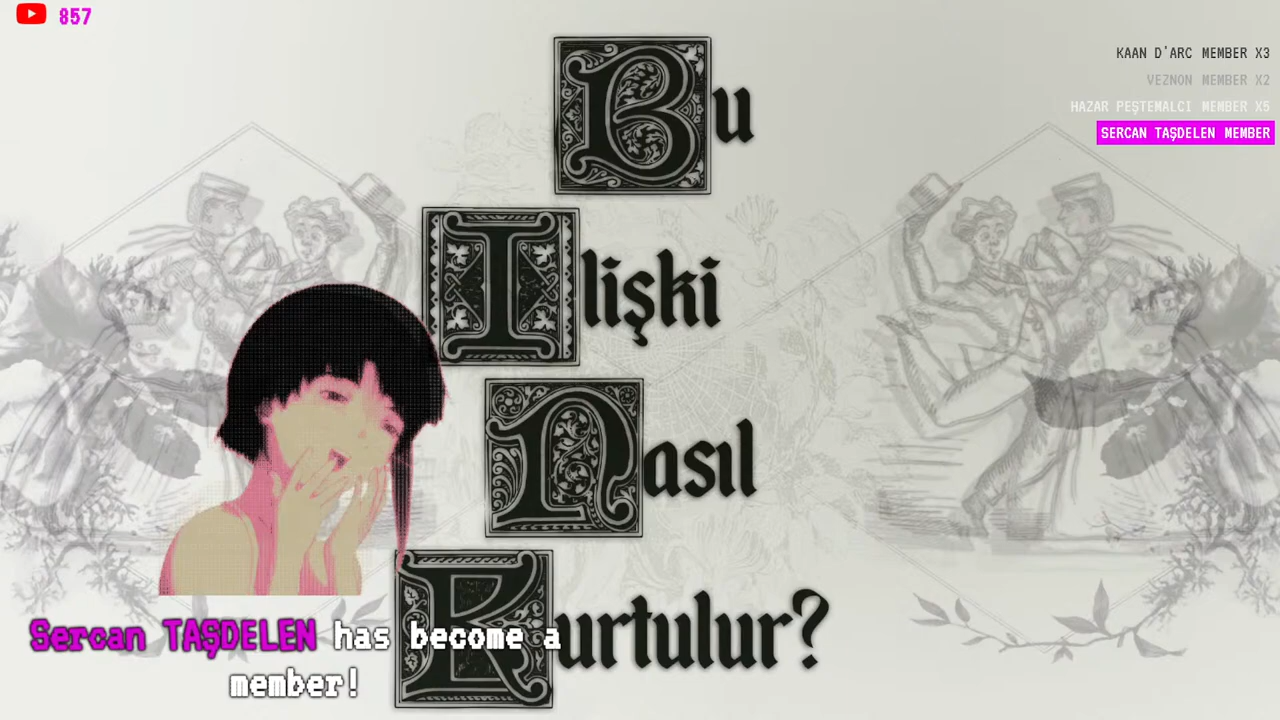 857
KAAN D'ARC MEMBER X3
VEZNON MEMBER X2
HAZAR PEŞTEMALCI MEMBER X5
SERCAN TAŞDELEN MEMBER
Bu
Ilişki
Nasıl
Kurtulur?
Sercan TAŞDELEN has become a
member!